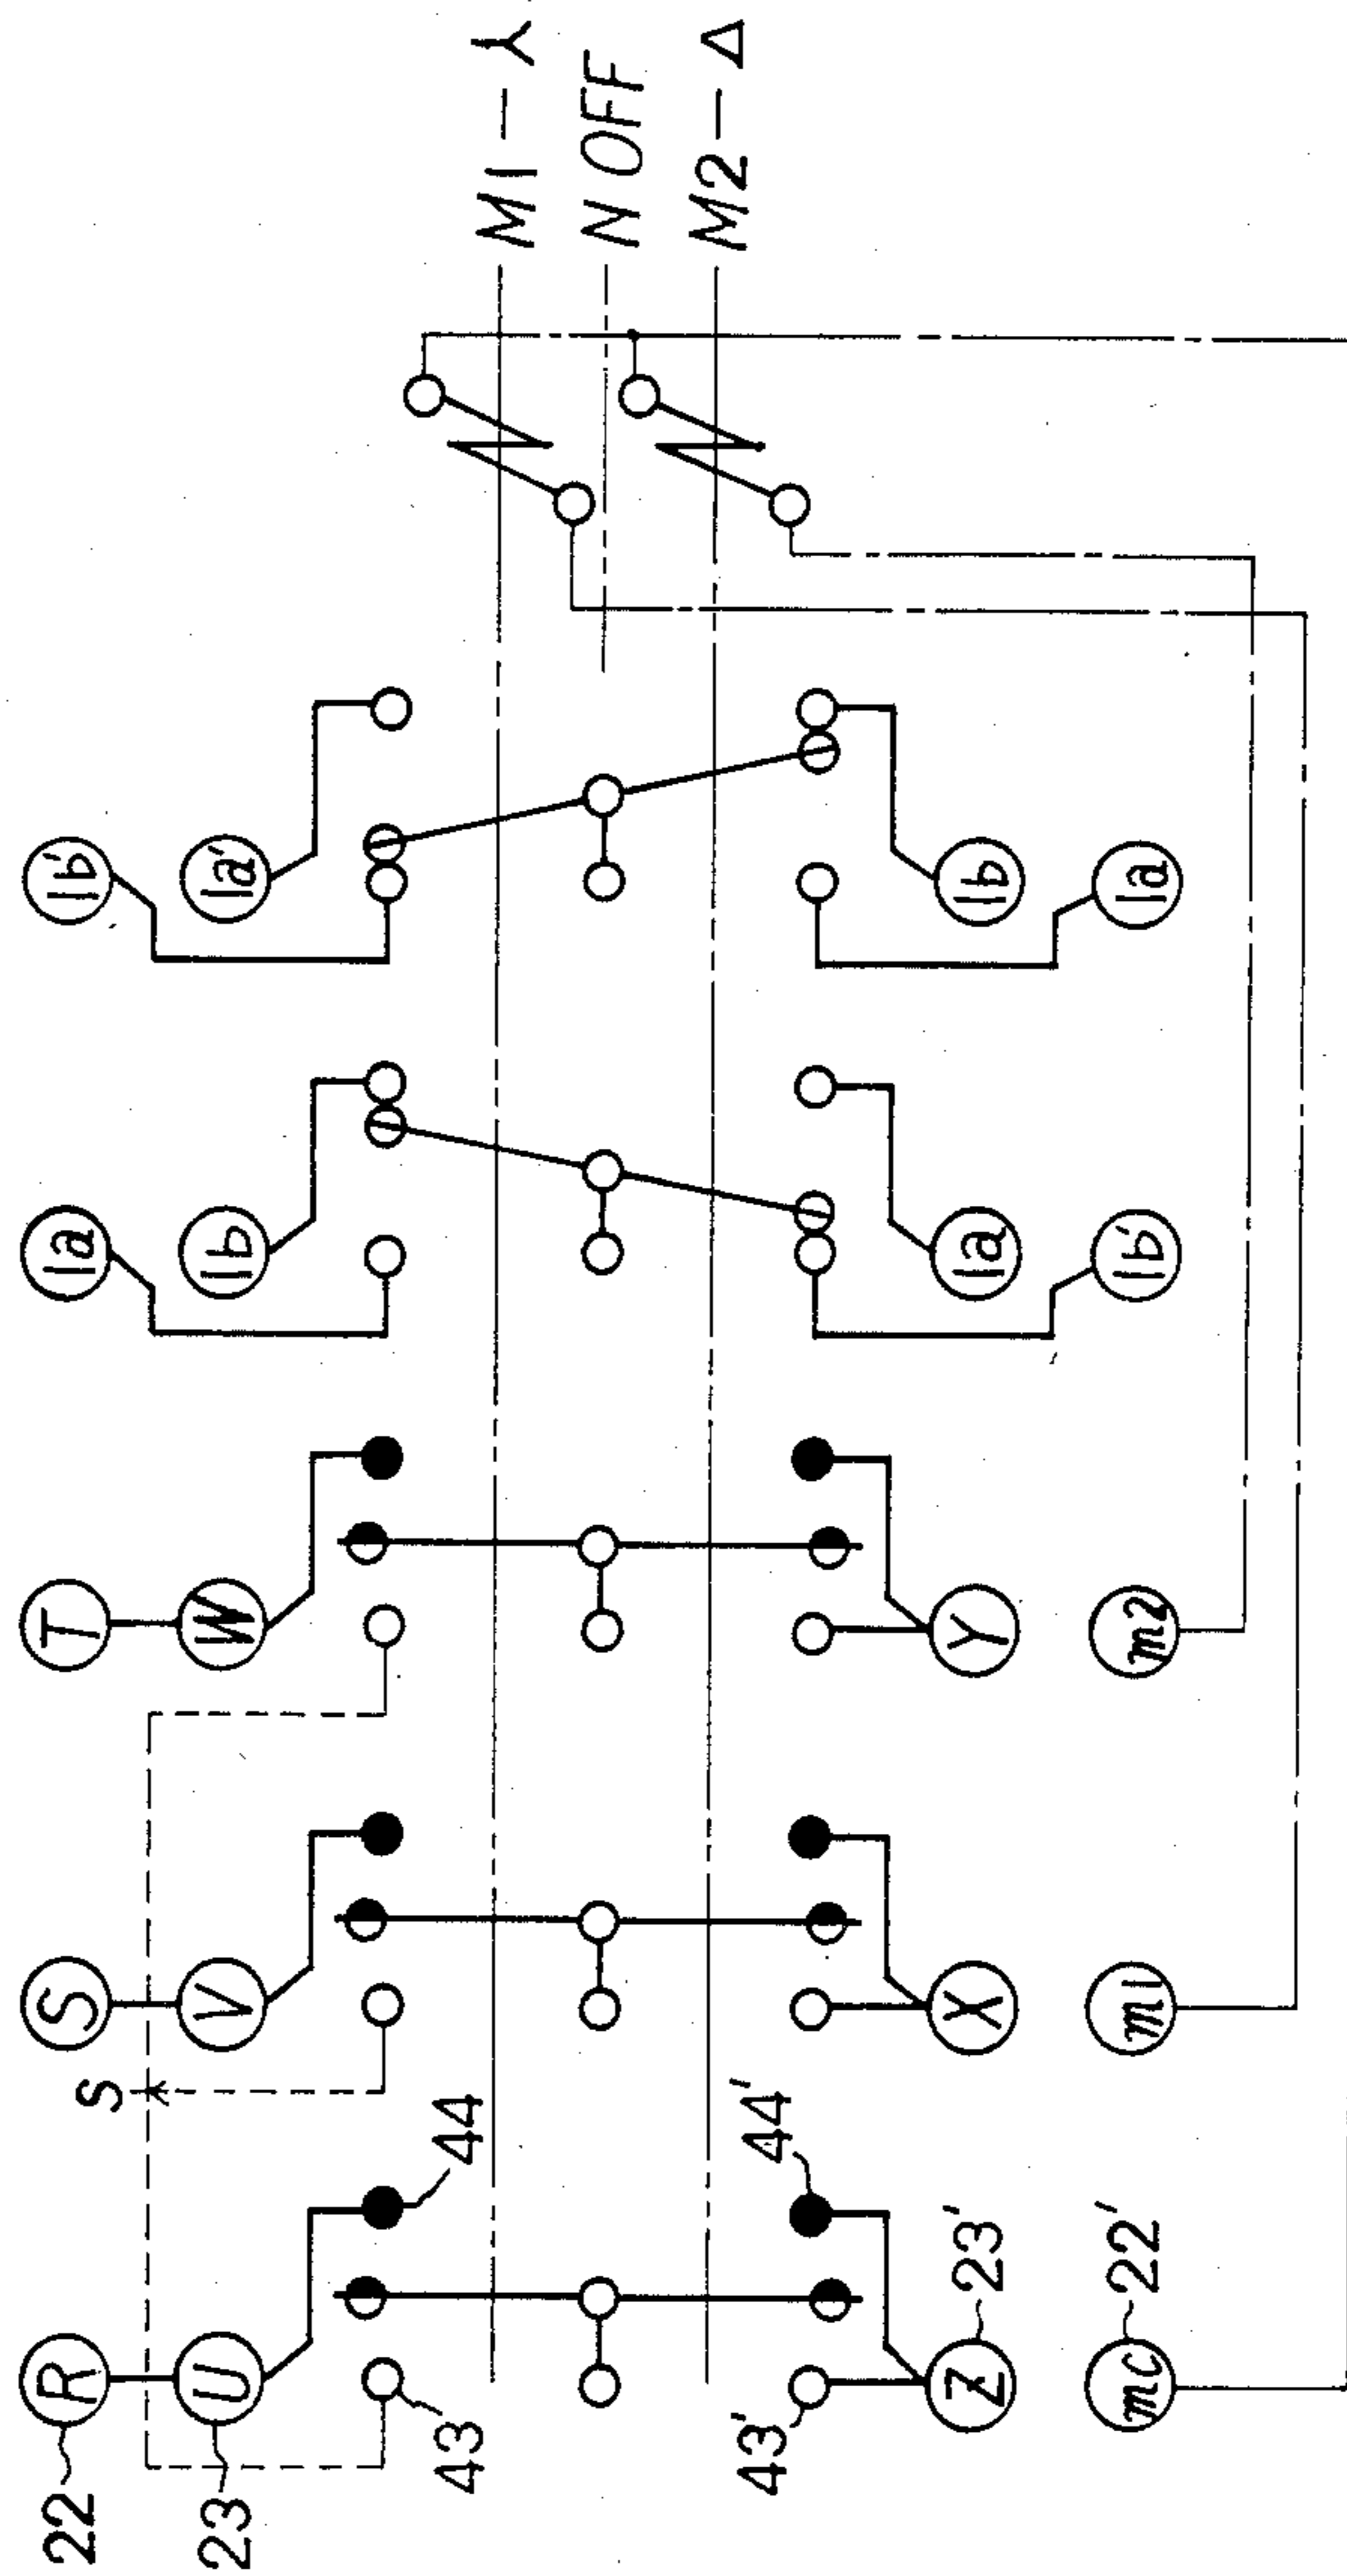 22 R S T 1a 1b'
S
23 U V W 1b 1a'
43 44
M1 - ⅄
N OFF
M2 - Δ
43' 44'
Z 23' X Y 1a 1b
mc 22' m1 m2 1b' 1a